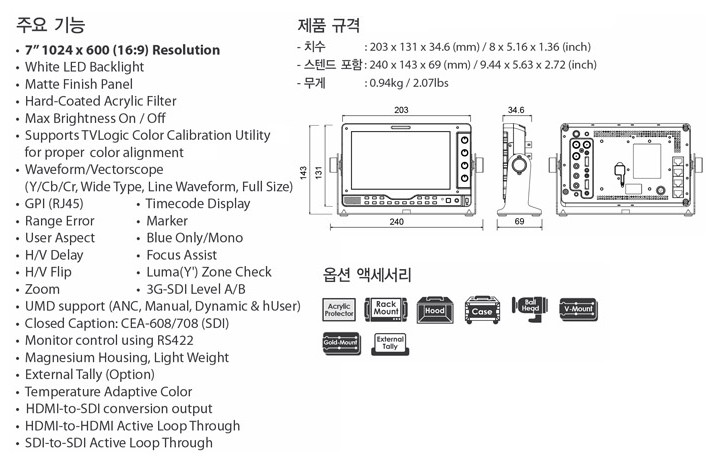 주요 기능
• 7” 1024 x 600 (16:9) Resolution
• White LED Backlight
• Matte Finish Panel
• Hard-Coated Acrylic Filter
• Max Brightness On / Off
• Supports TVLogic Color Calibration Utility
for proper color alignment
• Waveform/Vectorscope
(Y/Cb/Cr, Wide Type, Line Waveform, Full Size)
• GPI (RJ45)
• Range Error
• User Aspect
• H/V Delay
• H/V Flip
• Zoom
• Timecode Display
• Marker
• Blue Only/Mono
• Focus Assist
• Luma(Y') Zone Check
• 3G-SDI Level A/B
• UMD support (ANC, Manual, Dynamic & hUser)
• Closed Caption: CEA-608/708 (SDI)
• Monitor control using RS422
• Magnesium Housing, Light Weight
• External Tally (Option)
• Temperature Adaptive Color
• HDMI-to-SDI conversion output
• HDMI-to-HDMI Active Loop Through
• SDI-to-SDI Active Loop Through
제품 규격
- 치수 : 203 x 131 x 34.6 (mm) / 8 x 5.16 x 1.36 (inch)
- 스텐드 포함 : 240 x 143 x 69 (mm) / 9.44 x 5.63 x 2.72 (inch)
- 무게 : 0.94kg / 2.07lbs
203
34.6
143
131
240
69
옵션 액세서리
Acrylic
Protector
Rack
Mount
Hood
Case
Ball
Head
V-Mount
Gold-Mount
External
Tally